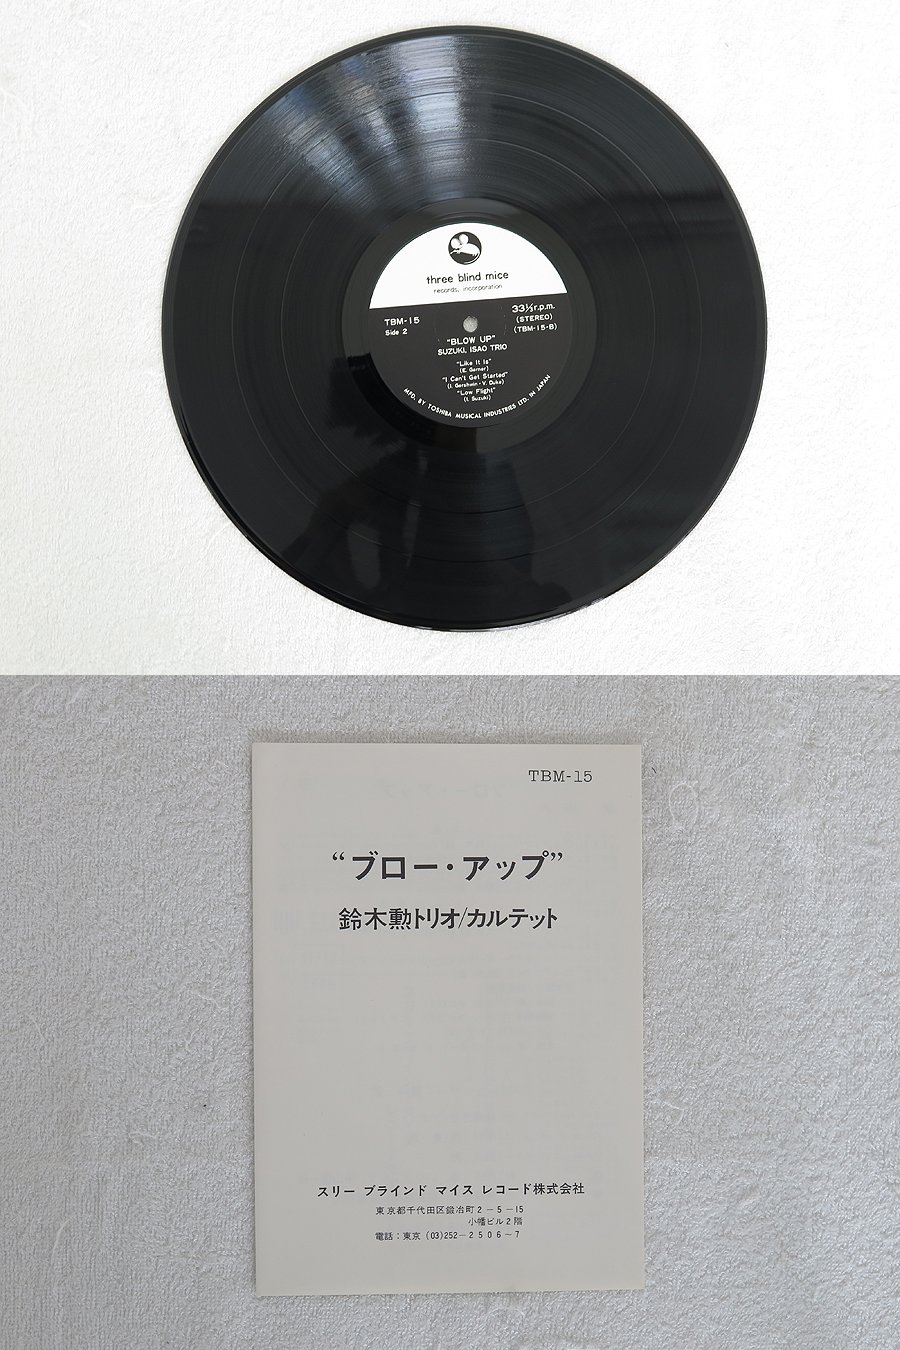 three blind mice
records, incorporation
TBM-15
Side 2
33⅓r.p.m.
(STEREO)
(TBM-15-B)
"BLOW UP"
SUZUKI, ISAO TRIO
"Like It Is"
(E. Garner)
"I Can't Get Started"
(I. Gershwin - V. Duke)
"Low Flight"
(I. Suzuki)
MFD. BY TOSHIBA MUSICAL INDUSTRIES LTD. IN JAPAN
TBM-15
“ブロー・アップ”
鈴木勲トリオ/カルテット
スリー ブラインド マイス レコード株式会社
東京都千代田区鍛冶町2－5－15
小幡ビル2階
電話：東京 (03)252－2506～7